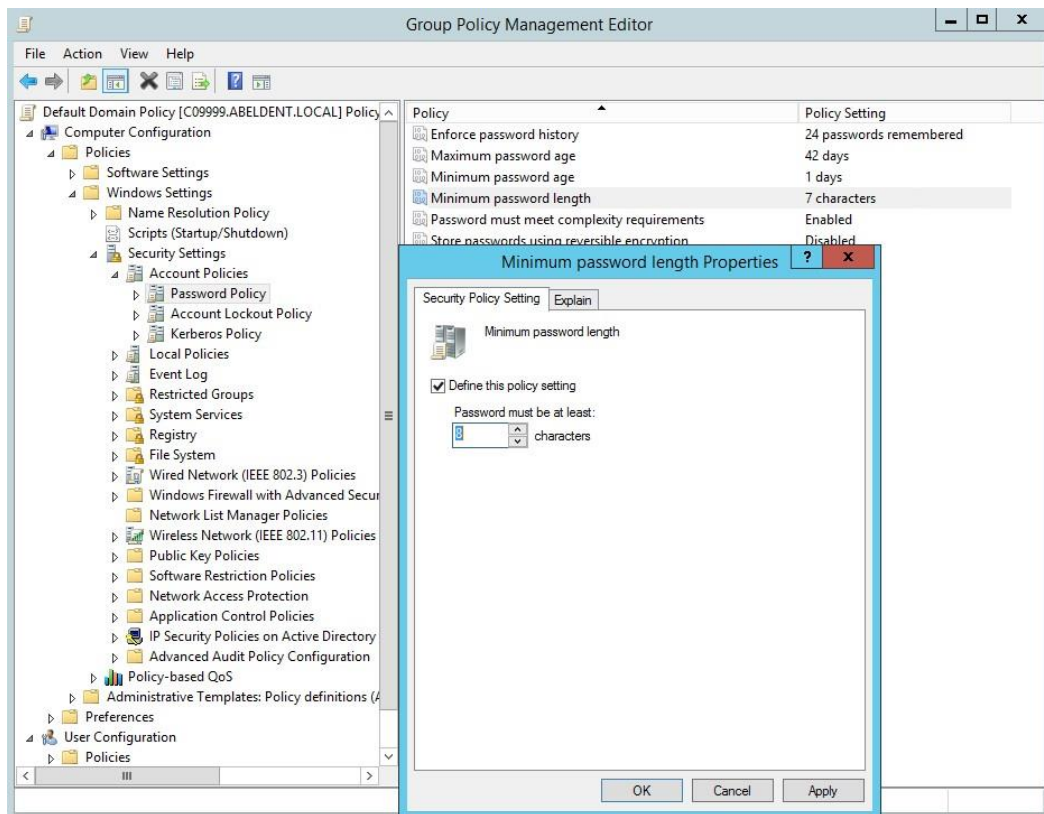 Group Policy Management Editor
File Action View Help
Default Domain Policy [C09999.ABELDENT.LOCAL] Policy
Computer Configuration
Policies
Software Settings
Windows Settings
Name Resolution Policy
Scripts (Startup/Shutdown)
Security Settings
Account Policies
Password Policy
Account Lockout Policy
Kerberos Policy
Local Policies
Event Log
Restricted Groups
System Services
Registry
File System
Wired Network (IEEE 802.3) Policies
Windows Firewall with Advanced Secur
Network List Manager Policies
Wireless Network (IEEE 802.11) Policies
Public Key Policies
Software Restriction Policies
Network Access Protection
Application Control Policies
IP Security Policies on Active Directory
Advanced Audit Policy Configuration
Policy-based QoS
Administrative Templates: Policy definitions (A
Preferences
User Configuration
Policies
Policy Policy Setting
Enforce password history 24 passwords remembered
Maximum password age 42 days
Minimum password age 1 days
Minimum password length 7 characters
Password must meet complexity requirements Enabled
Store passwords using reversible encryption Disabled
Minimum password length Properties
Security Policy Setting Explain
Minimum password length
Define this policy setting
Password must be at least:
8 characters
OK Cancel Apply